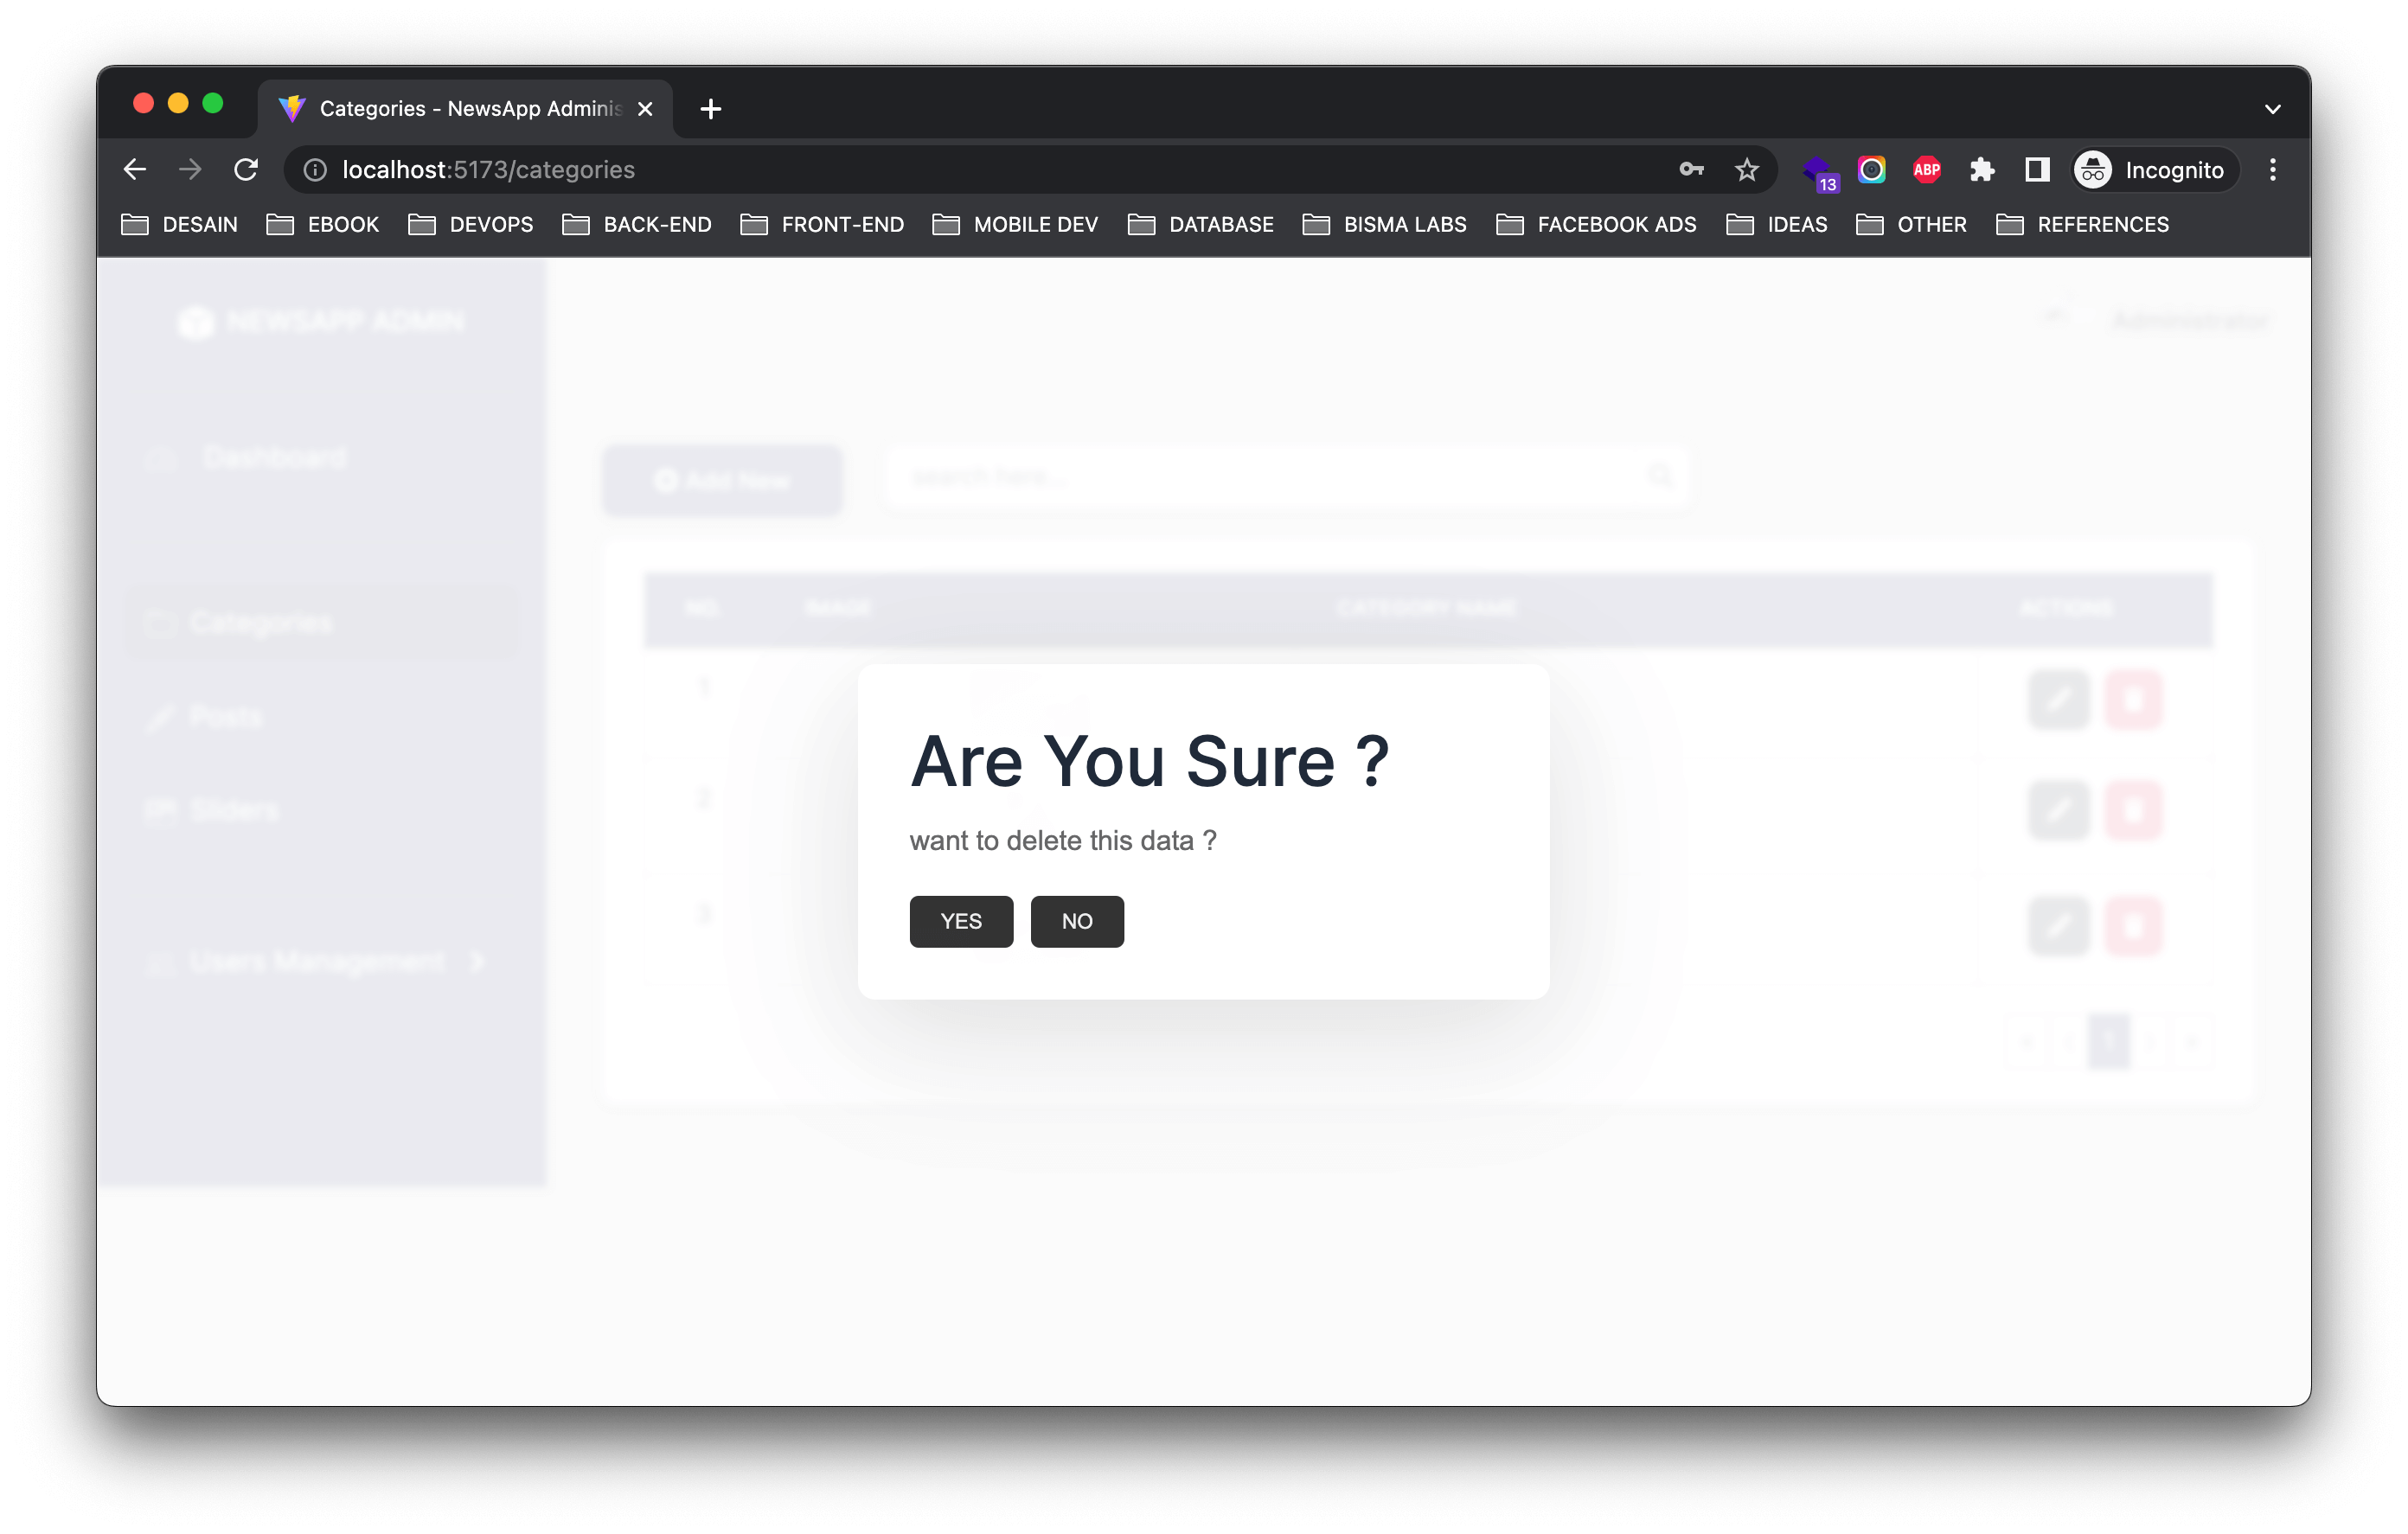 Categories - NewsApp Adminis
localhost:5173/categories
13
ABP
Incognito
DESAIN EBOOK DEVOPS BACK-END FRONT-END MOBILE DEV DATABASE BISMA LABS FACEBOOK ADS IDEAS OTHER REFERENCES
NEWSAPP ADMIN
Administrator
Dashboard
Add New
search here...
Categories
NO. IMAGE CATEGORY NAME ACTIONS
Posts
1
Sliders
2
Users Management
3
Are You Sure ?
want to delete this data ?
YES NO
1